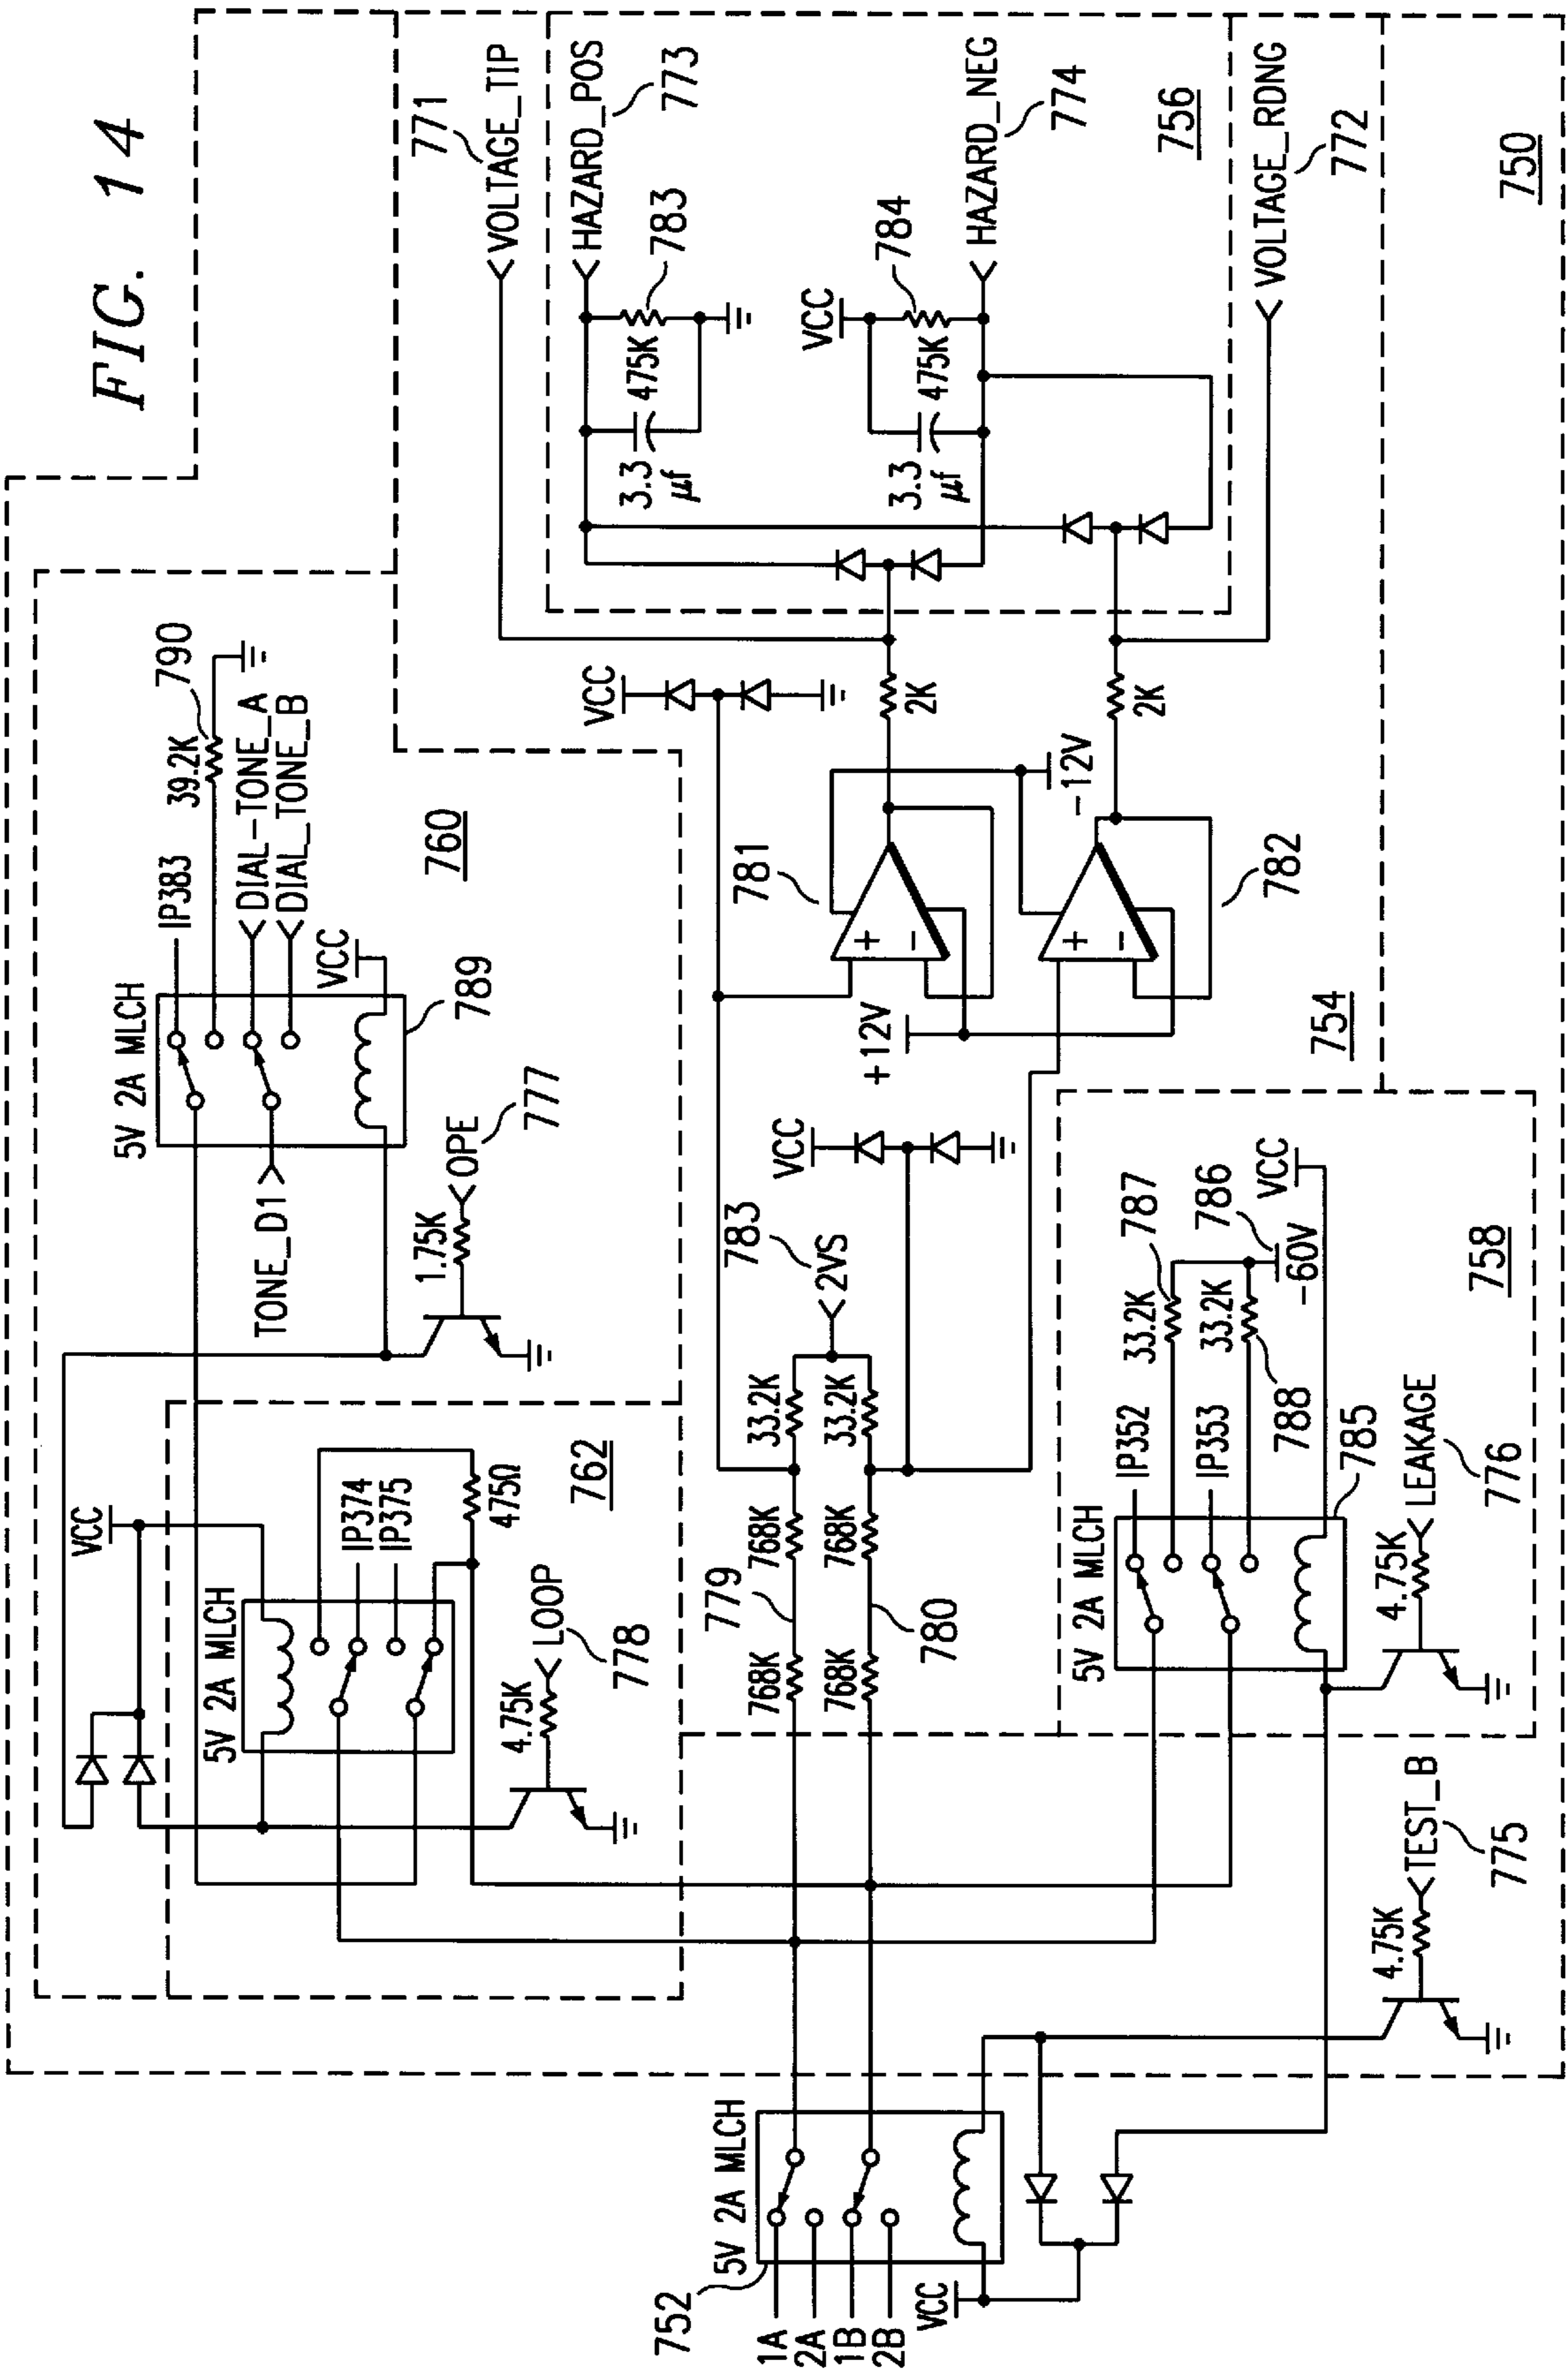 FIG. 14
771
VOLTAGE_TIP
HAZARD_POS
773
783
475K
3.3
µf
VCC
784
475K
3.3
µf
HAZARD_NEG
774
756
VOLTAGE_RDNG
772
750
790
39.2K
IP383
DIAL-TONE_A
DIAL_TONE_B
5V 2A MLCH
VCC
789
760
TONE_D1
OPE
777
1.75K
VCC
2K
781
+
-
-12V
2K
+
-
782
+12V
754
VCC
783
2VS
33.2K
33.2K
768K
768K
779
780
768K
768K
VCC
5V 2A MLCH
IP374
IP375
475Ω
762
LOOP
778
4.75K
787
786
-60V
VCC
33.2K
33.2K
788
758
IP352
IP353
5V 2A MLCH
785
LEAKAGE
776
4.75K
TEST_B
775
4.75K
5V 2A MLCH
752
1A
2A
1B
2B
VCC